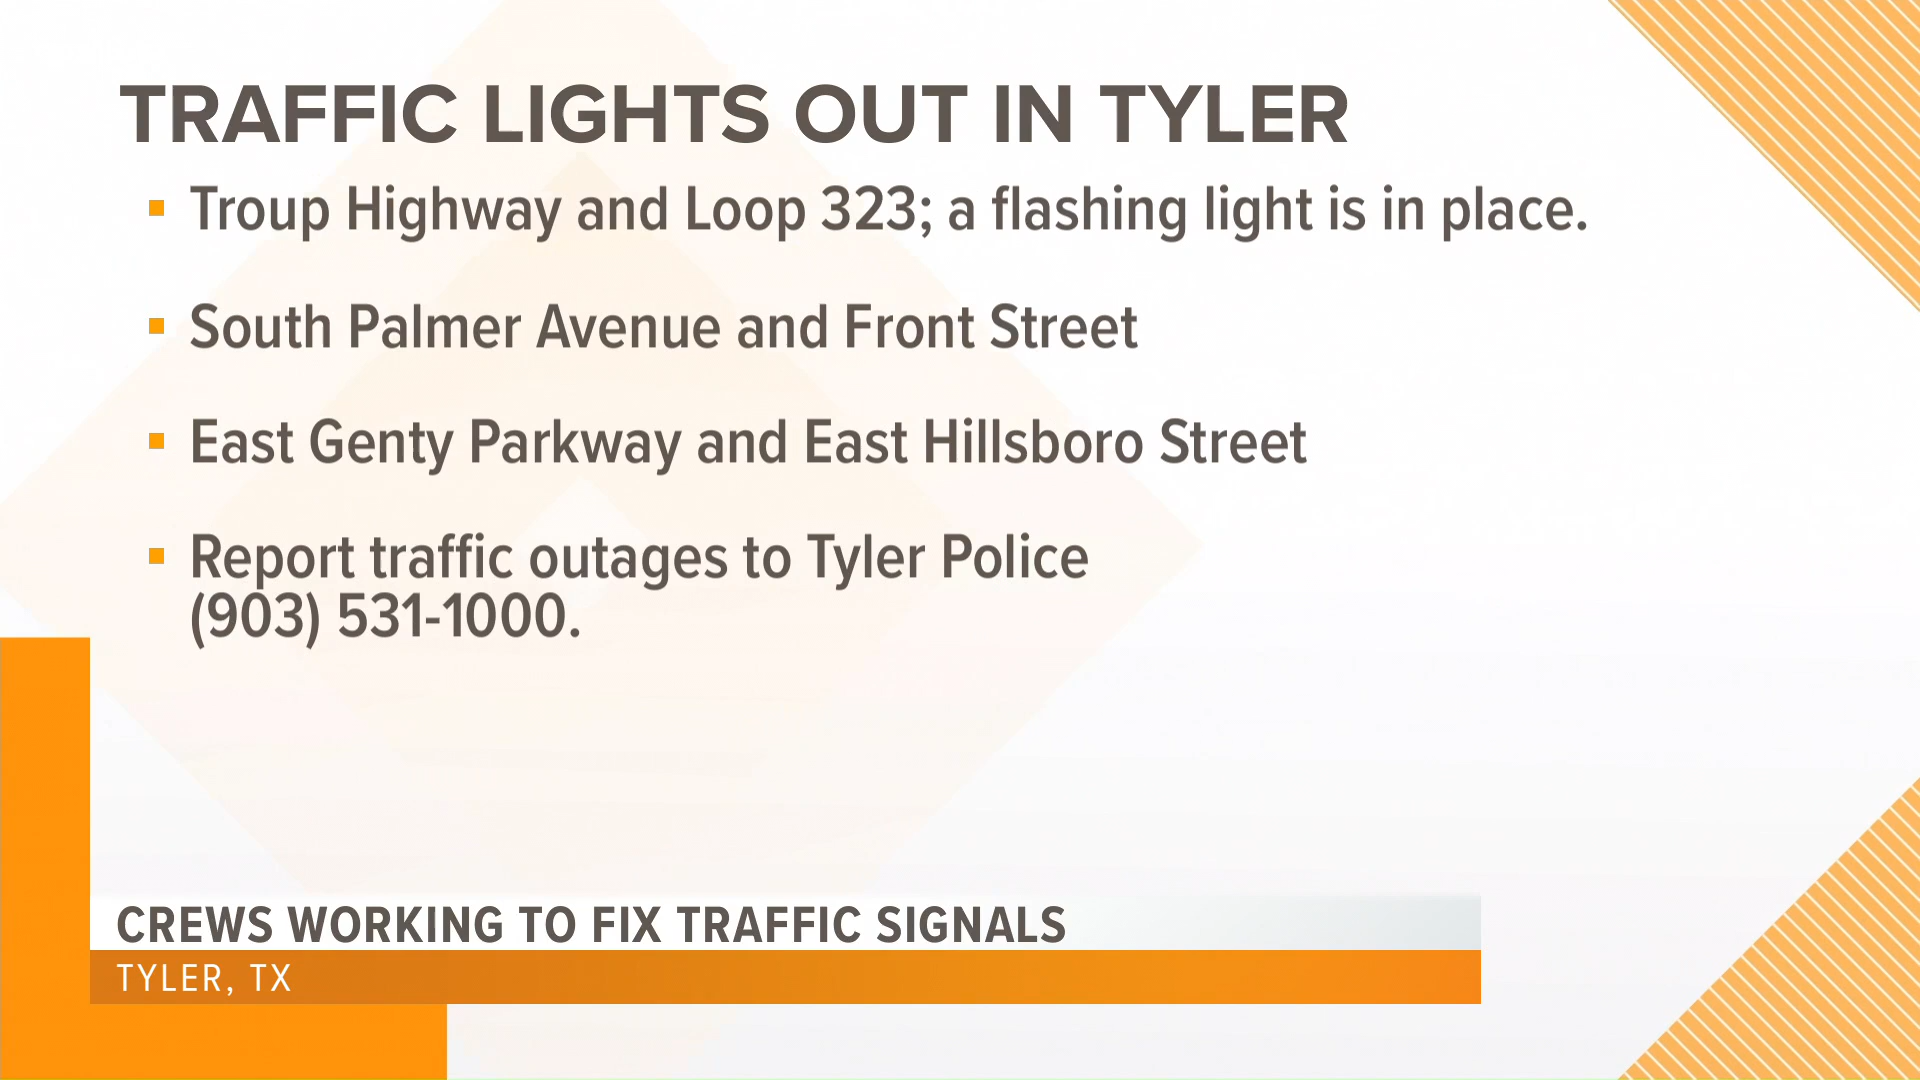 TRAFFIC LIGHTS OUT IN TYLER
Troup Highway and Loop 323; a flashing light is in place.
South Palmer Avenue and Front Street
East Genty Parkway and East Hillsboro Street
Report traffic outages to Tyler Police
(903) 531-1000.
CREWS WORKING TO FIX TRAFFIC SIGNALS
TYLER, TX